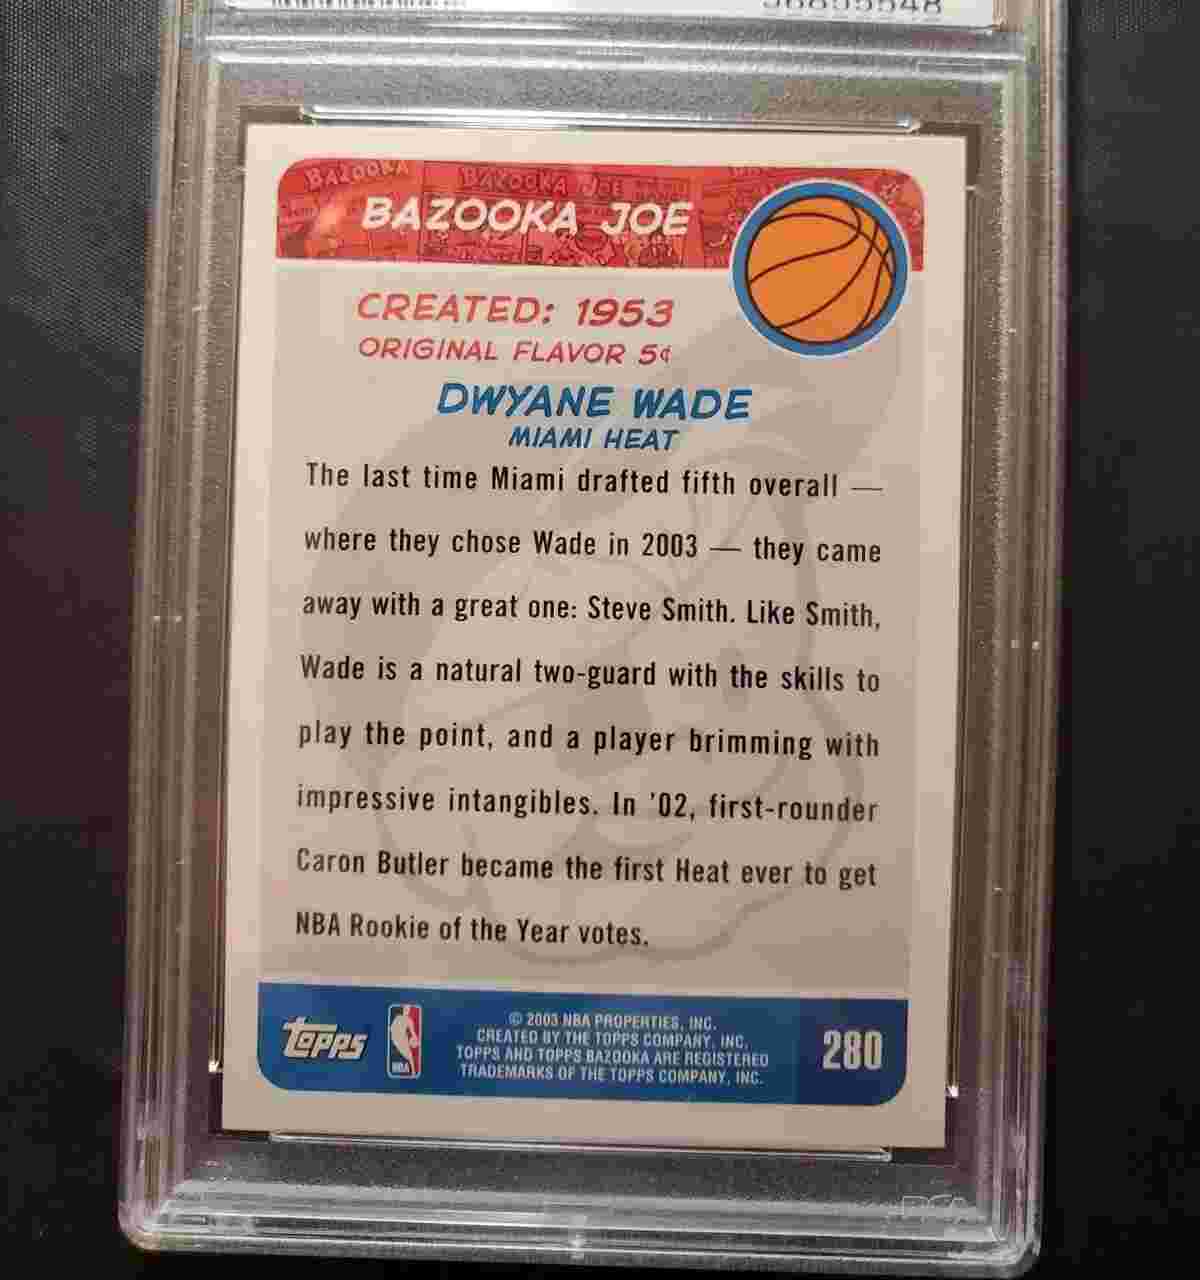 BAZOOKA
BAZOOKA JOE
BAZOOKA JOE
CREATED: 1953
ORIGINAL FLAVOR 5¢
DWYANE WADE
MIAMI HEAT
The last time Miami drafted fifth overall —
where they chose Wade in 2003 — they came
away with a great one: Steve Smith. Like Smith,
Wade is a natural two-guard with the skills to
play the point, and a player brimming with
impressive intangibles. In '02, first-rounder
Caron Butler became the first Heat ever to get
NBA Rookie of the Year votes.
Topps
NBA
© 2003 NBA PROPERTIES, INC.
CREATED BY THE TOPPS COMPANY, INC.
TOPPS AND TOPPS BAZOOKA ARE REGISTERED
TRADEMARKS OF THE TOPPS COMPANY, INC.
280
PSA